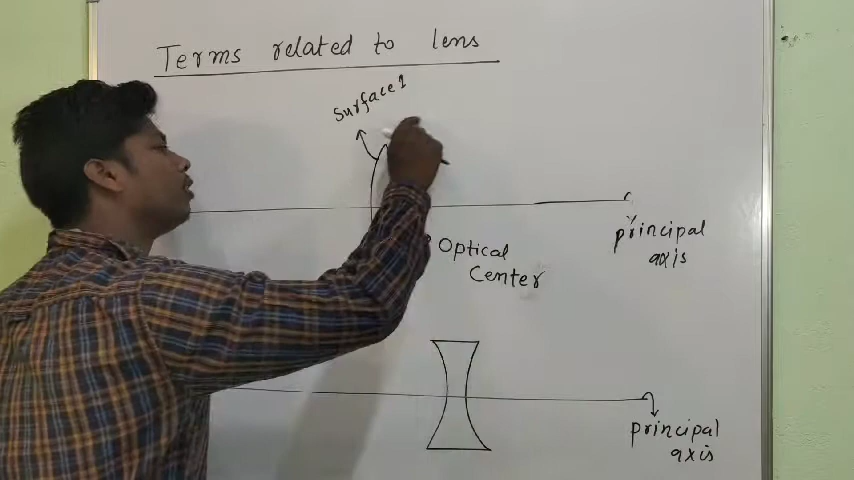 Terms related to lens
Surface1
Optical
Center
principal
axis
principal
axis